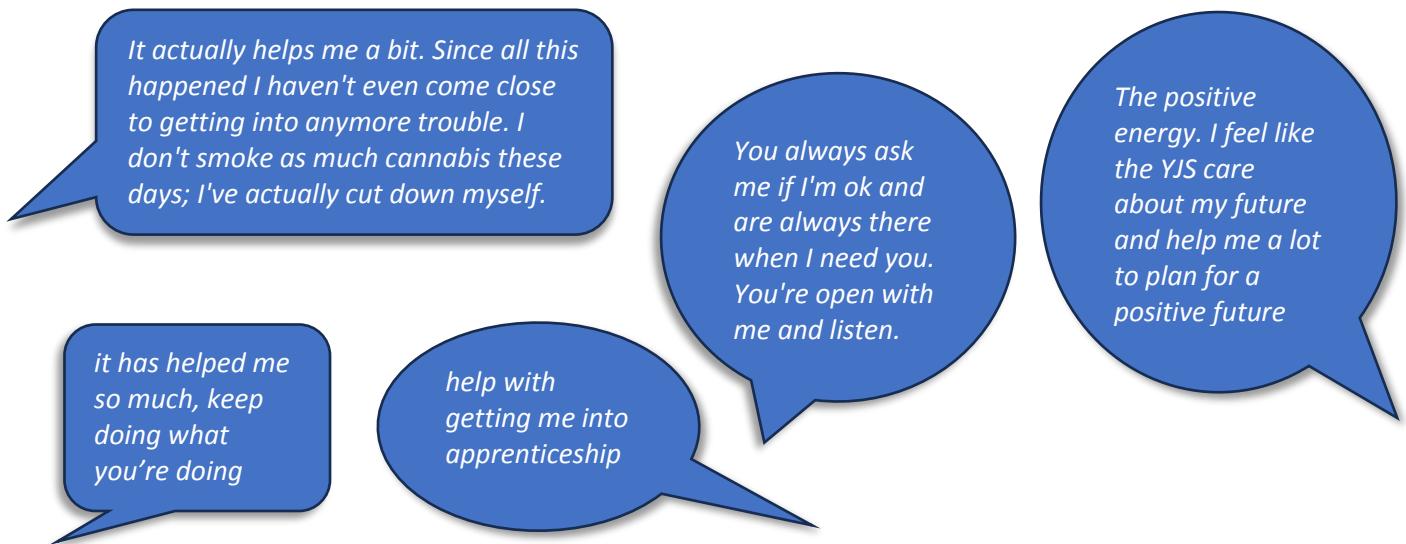 It actually helps me a bit. Since all this
happened I haven't even come close
to getting into anymore trouble. I
don't smoke as much cannabis these
days; I've actually cut down myself.
You always ask
me if I'm ok and
are always there
when I need you.
You're open with
me and listen.
The positive
energy. I feel like
the YJS care
about my future
and help me a lot
to plan for a
positive future
it has helped me
so much, keep
doing what
you’re doing
help with
getting me into
apprenticeship